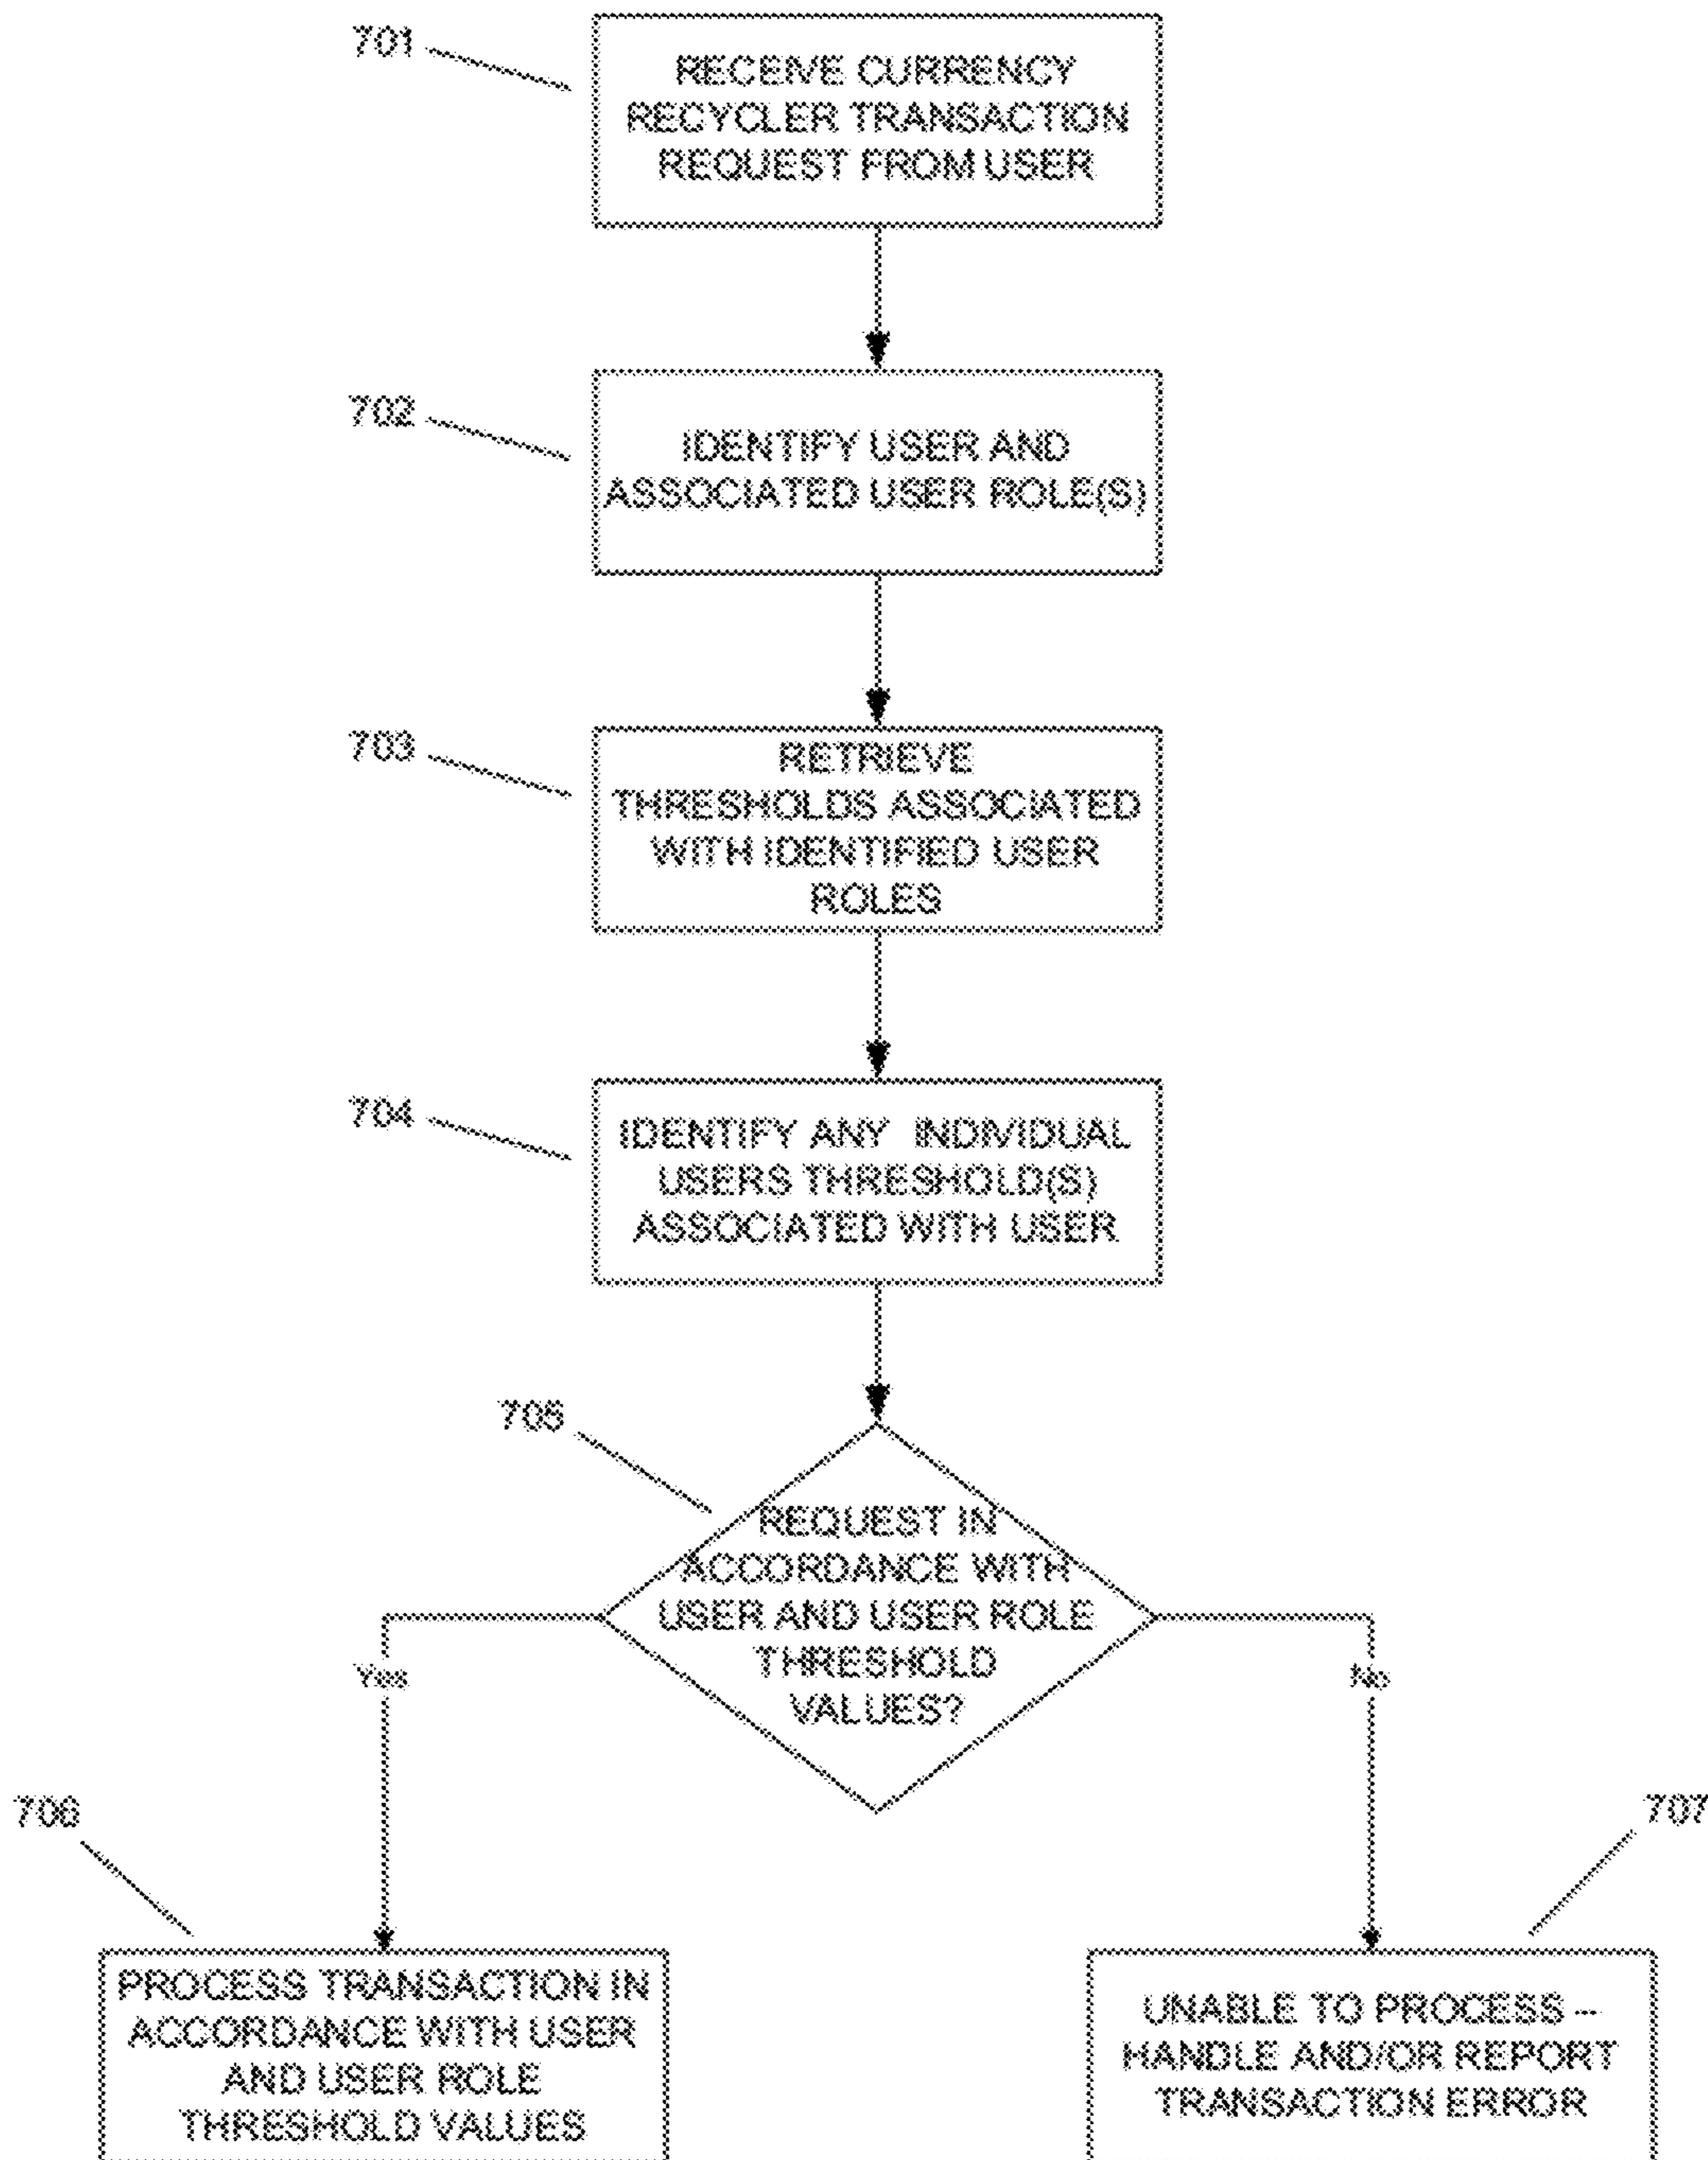 701
RECEIVE CURRENCY
RECYCLER TRANSACTION
REQUEST FROM USER
702
IDENTIFY USER AND
ASSOCIATED USER ROLE(S)
703
RETRIEVE
THRESHOLDS ASSOCIATED
WITH IDENTIFIED USER
ROLES
704
IDENTIFY ANY INDIVIDUAL
USERS THRESHOLD(S)
ASSOCIATED WITH USER
705
REQUEST IN
ACCORDANCE WITH
USER AND USER ROLE
THRESHOLD
VALUES?
Yes
No
706
707
PROCESS TRANSACTION IN
ACCORDANCE WITH USER
AND USER ROLE
THRESHOLD VALUES
UNABLE TO PROCESS --
HANDLE AND/OR REPORT
TRANSACTION ERROR